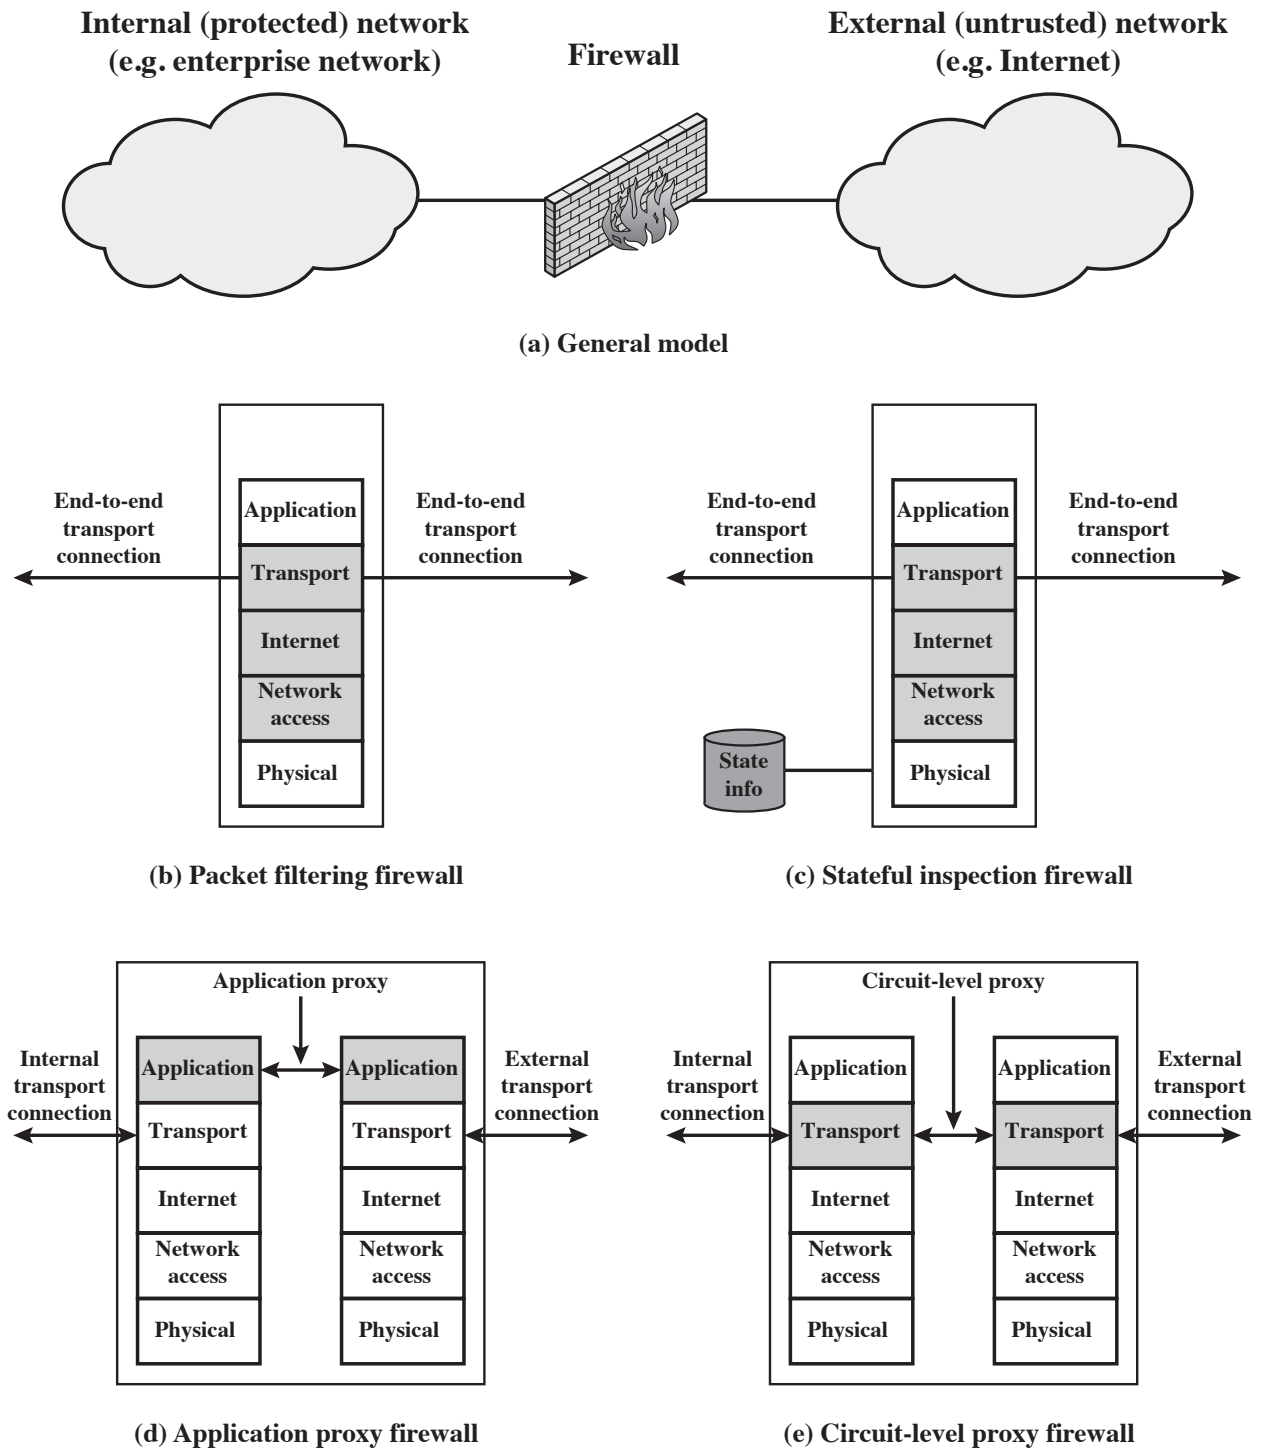 Internal (protected) network
(e.g. enterprise network)
Firewall
External (untrusted) network
(e.g. Internet)
(a) General model
End-to-end
transport
connection
Application
Transport
Internet
Network
access
Physical
End-to-end
transport
connection
(b) Packet filtering firewall
End-to-end
transport
connection
Application
Transport
Internet
Network
access
Physical
End-to-end
transport
connection
State
info
(c) Stateful inspection firewall
Application proxy
Internal
transport
connection
Application
Transport
Internet
Network
access
Physical
Application
Transport
Internet
Network
access
Physical
External
transport
connection
(d) Application proxy firewall
Circuit-level proxy
Internal
transport
connection
Application
Transport
Internet
Network
access
Physical
Application
Transport
Internet
Network
access
Physical
External
transport
connection
(e) Circuit-level proxy firewall